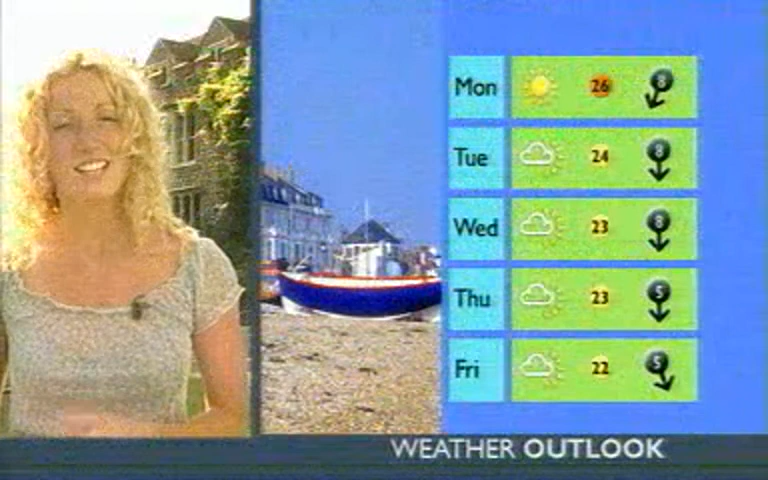 Mon 26 8
Tue 24 8
Wed 23 8
Thu 23 5
Fri 22 5
WEATHER OUTLOOK